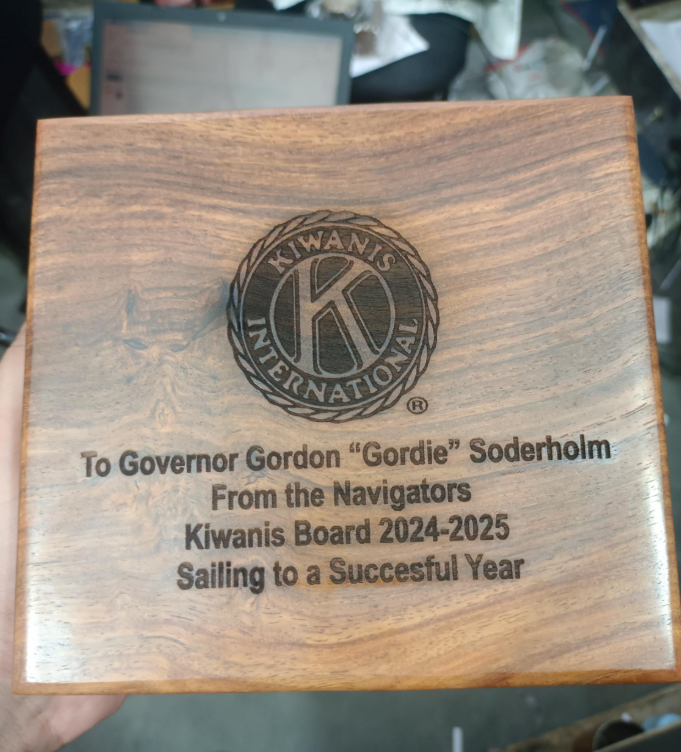 KIWANIS
K
INTERNATIONAL
®
To Governor Gordon “Gordie” Soderholm
From the Navigators
Kiwanis Board 2024-2025
Sailing to a Succesful Year